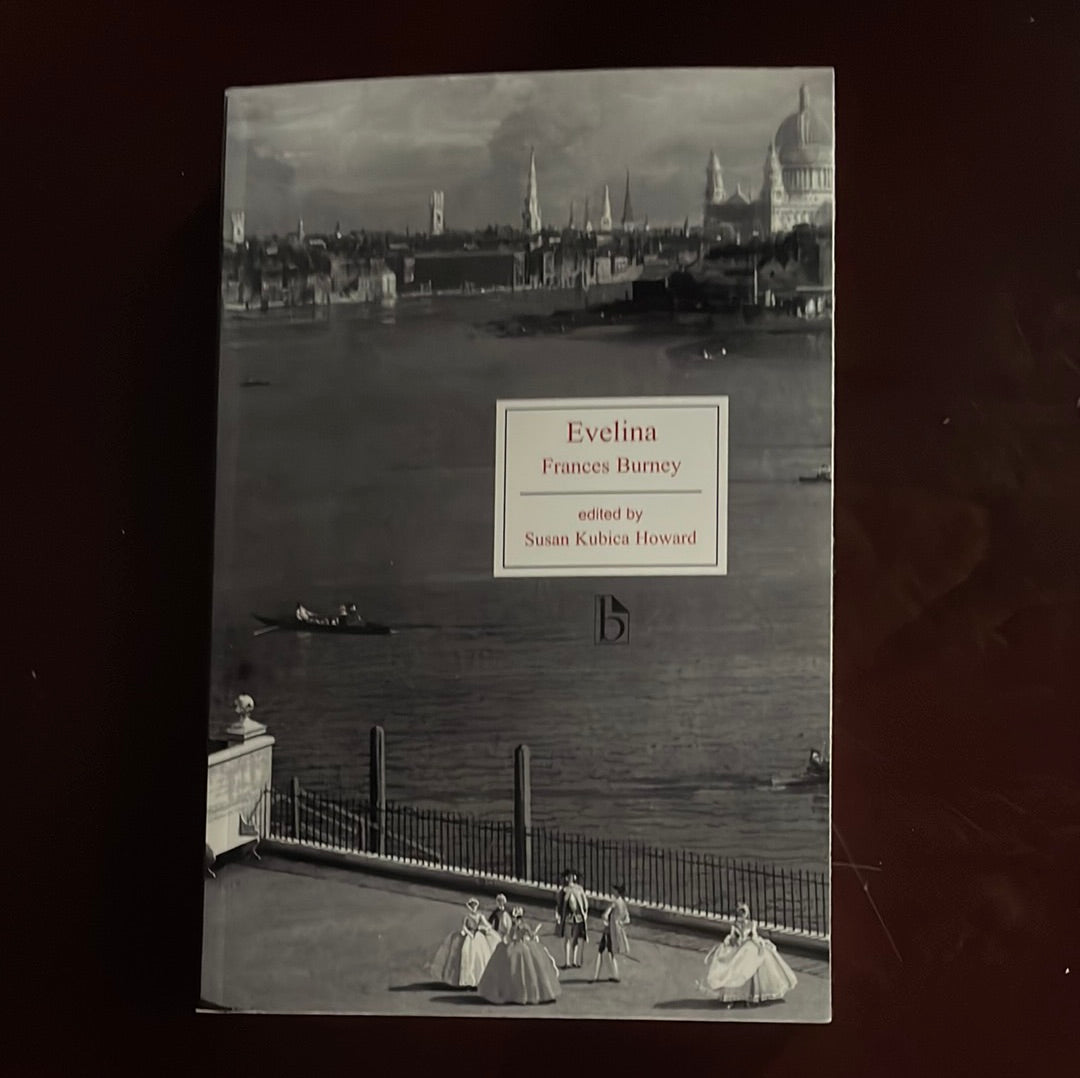 Evelina
Frances Burney
edited by
Susan Kubica Howard
b